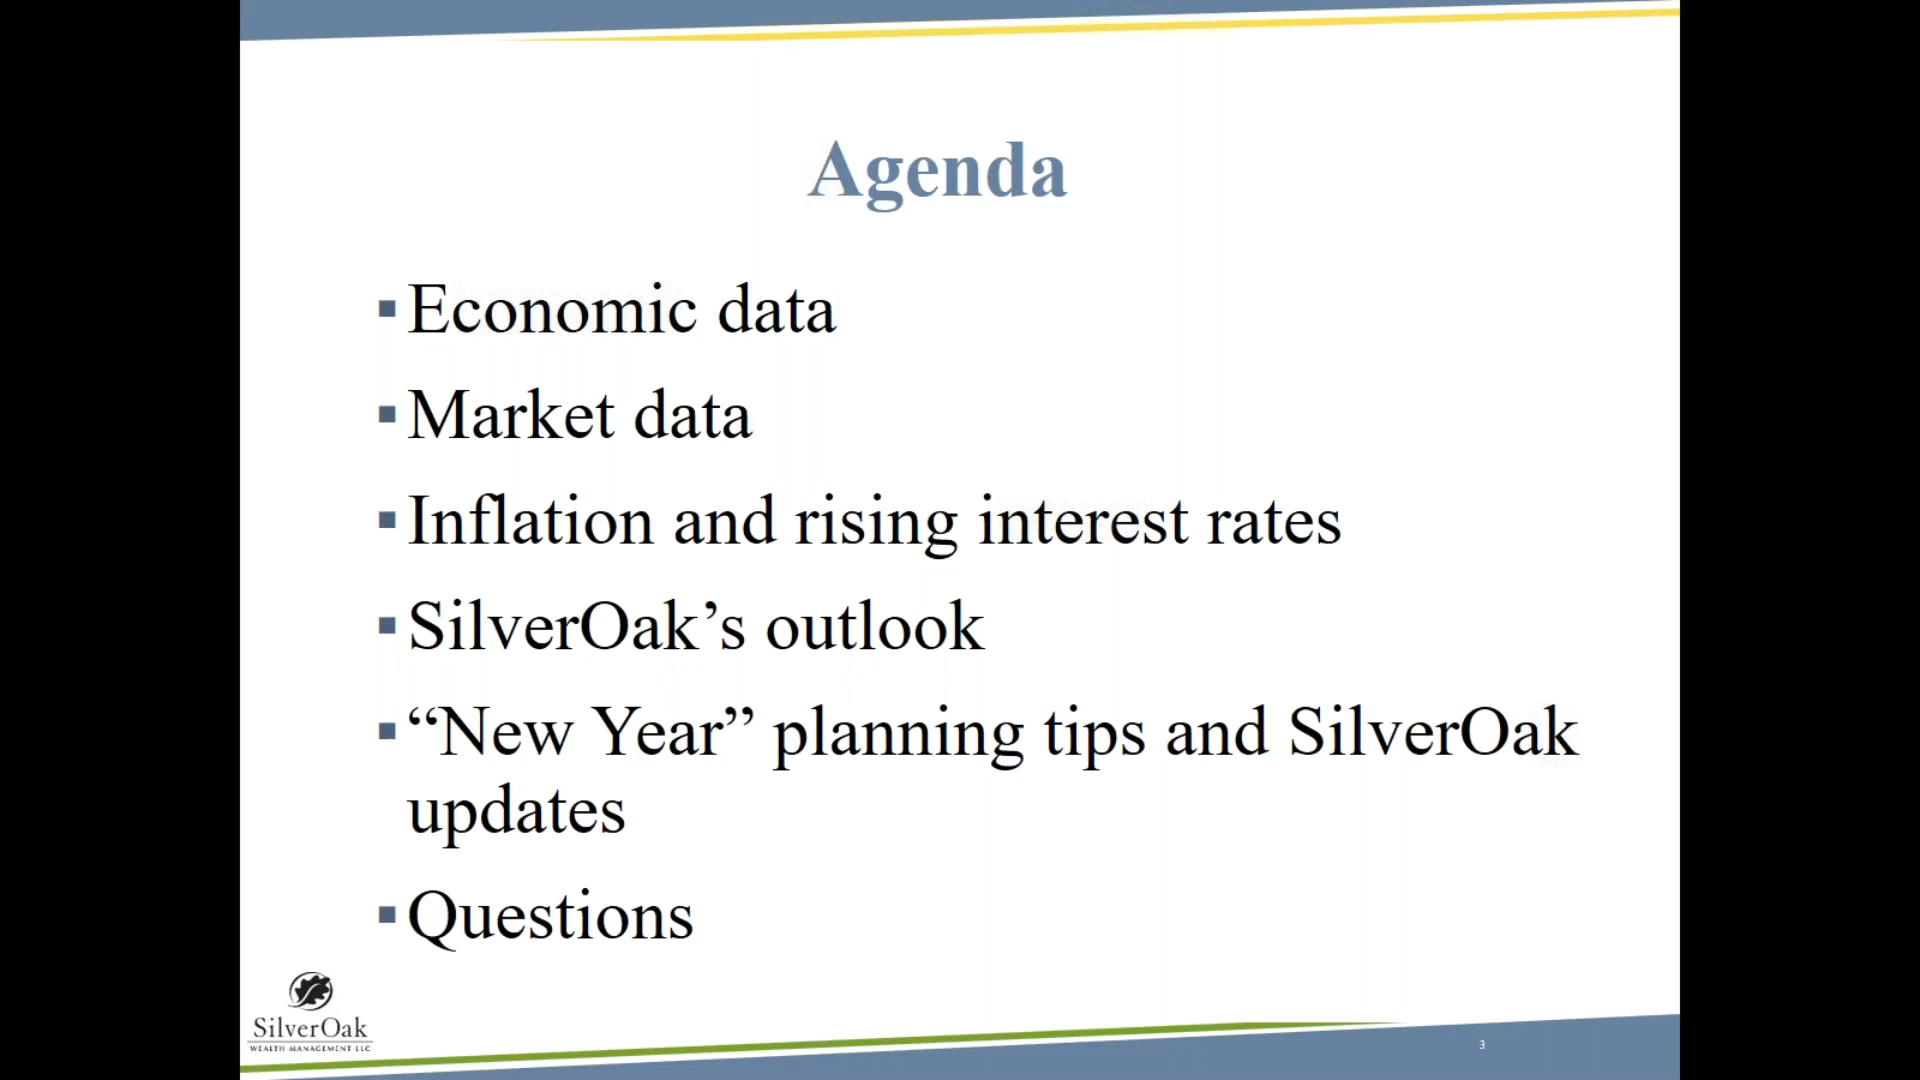 Agenda
▪Economic data
▪Market data
▪Inflation and rising interest rates
▪SilverOak’s outlook
▪“New Year” planning tips and SilverOak
updates
▪Questions
SilverOak
WEALTH MANAGEMENT LLC
3